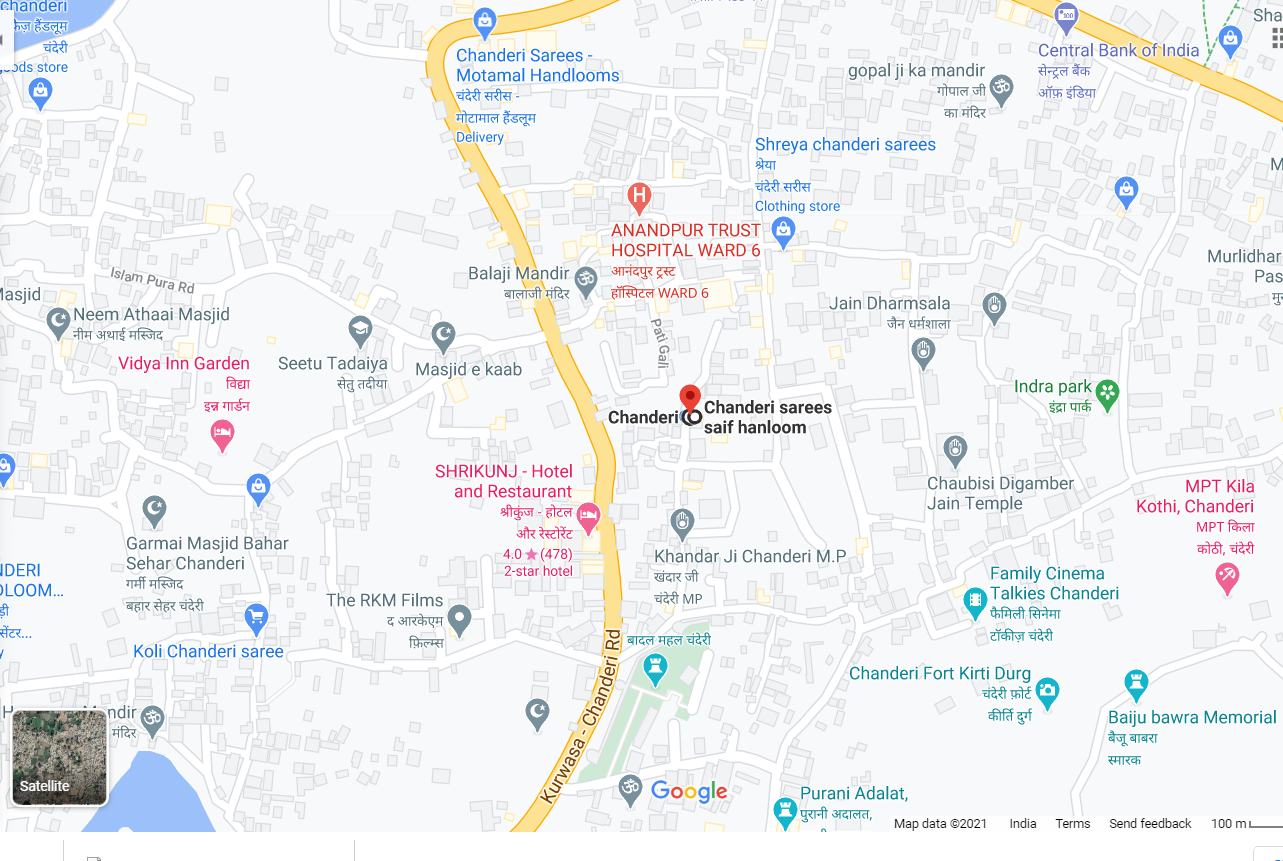 chanderi
हैंडलूम
चंदेरी
goods store
Chanderi Sarees -
Motamal Handlooms
चंदेरी सरीस -
मोटामाल हैंडलूम
Delivery
Central Bank of India
सेन्ट्रल बैंक
ऑफ़ इंडिया
gopal ji ka mandir
गोपाल जी
का मंदिर
Shreya chanderi sarees
श्रेया
चंदेरी सरीस
Clothing store
ANANDPUR TRUST
HOSPITAL WARD 6
आनंदपुर ट्रस्ट
हॉस्पिटल WARD 6
Balaji Mandir
बालाजी मंदिर
Islam Pura Rd
Masjid
Neem Athaai Masjid
नीम अथाई मस्जिद
Murlidhar
Jain Dharmsala
जैन धर्मशाला
Pati Gali
Vidya Inn Garden
विद्या
इन्न गार्डन
Seetu Tadaiya
सेतु तदीया
Masjid e kaab
Indra park
इंद्रा पार्क
Chanderi
Chanderi sarees
saif hanloom
SHRIKUNJ - Hotel
and Restaurant
श्रीकुंज - होटल
और रेस्टोरेंट
4.0 ★ (478)
2-star hotel
Chaubisi Digamber
Jain Temple
MPT Kila
Kothi, Chanderi
MPT किला
कोठी, चंदेरी
Garmai Masjid Bahar
Sehar Chanderi
गर्मी मस्जिद
बहार सेहर चंदेरी
Khandar Ji Chanderi M.P
खंदार जी
चंदेरी MP
NDERI
DLOOM...
सेंटर...
The RKM Films
द आरकेएम
फ़िल्म्स
Family Cinema
Talkies Chanderi
फैमिली सिनेमा
टॉकीज़ चंदेरी
Koli Chanderi saree
बादल महल चंदेरी
Kurwasa - Chanderi Rd
Chanderi Fort Kirti Durg
चंदेरी फ़ोर्ट
कीर्ति दुर्ग
Baiju bawra Memorial
बैजू बाबरा
स्मारक
मंदिर
Satellite
Google
Purani Adalat,
पुरानी अदालत,
Map data ©2021 India Terms Send feedback 100 m